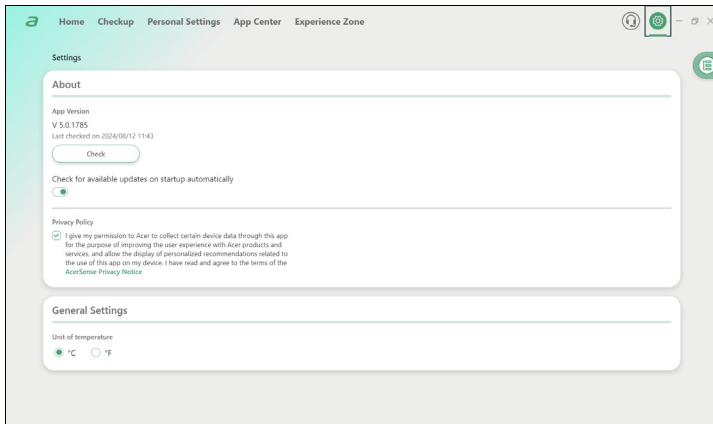 Home Checkup Personal Settings App Center Experience Zone
Settings
About
App Version
V 5.0.1785
Last checked on 2024/08/12 11:43
Check
Check for available updates on startup automatically
Privacy Policy
I give my permission to Acer to collect certain device data through this app
for the purpose of improving the user experience with Acer products and
services, and allow the display of personalized recommendations related to
the use of this app on my device. I have read and agree to the terms of the
AcerSense Privacy Notice
General Settings
Unit of temperature
°C °F